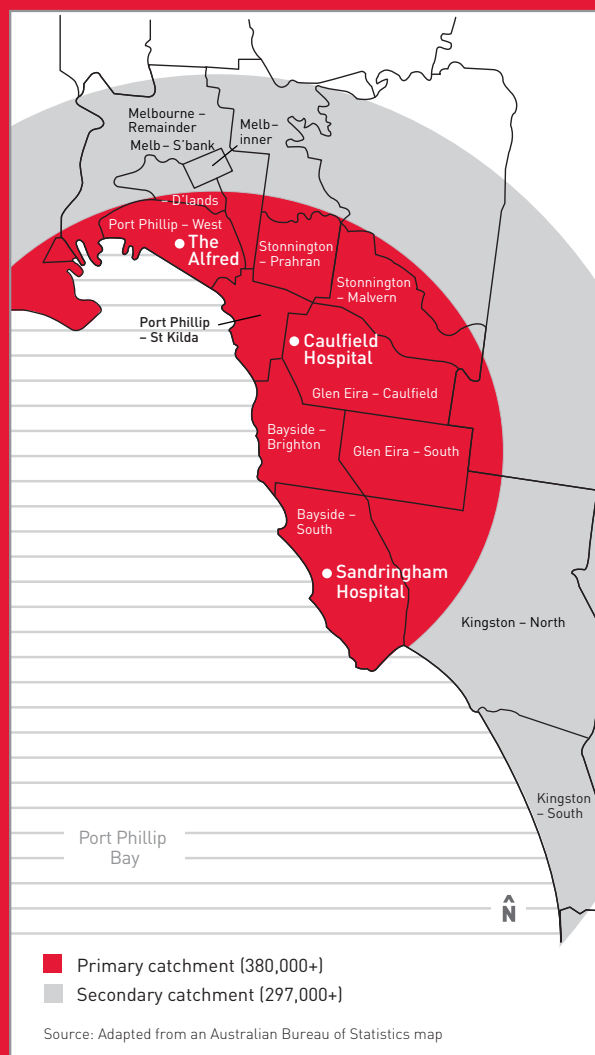 Melbourne –
Remainder
Melb – S'bank
Melb–
inner
– D'lands
Port Phillip – West
The
Alfred
Stonnington
– Prahran
Stonnington
– Malvern
Port Phillip
– St Kilda
Caulfield
Hospital
Glen Eira – Caulfield
Bayside –
Brighton
Glen Eira – South
Bayside –
South
Sandringham
Hospital
Kingston – North
Kingston
– South
Port Phillip
Bay
N
Primary catchment (380,000+)
Secondary catchment (297,000+)
Source: Adapted from an Australian Bureau of Statistics map